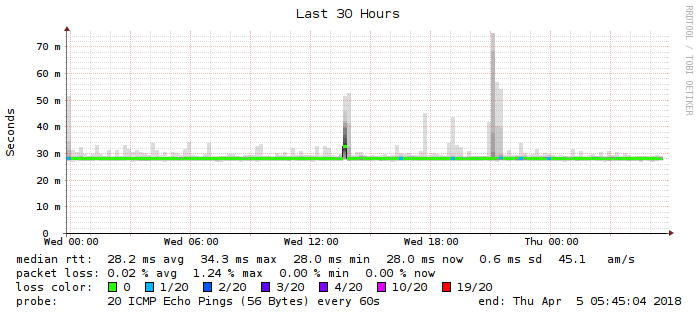 Last 30 Hours
RRDTOOL / TOBI OETIKER
Seconds
70 m
60 m
50 m
40 m
30 m
20 m
10 m
0
Wed 00:00 Wed 06:00 Wed 12:00 Wed 18:00 Thu 00:00
median rtt: 28.2 ms avg 34.3 ms max 28.0 ms min 28.0 ms now 0.6 ms sd 45.1 am/s
packet loss: 0.02 % avg 1.24 % max 0.00 % min 0.00 % now
loss color: 0 1/20 2/20 3/20 4/20 10/20 19/20
probe: 20 ICMP Echo Pings (56 Bytes) every 60s end: Thu Apr 5 05:45:04 2018